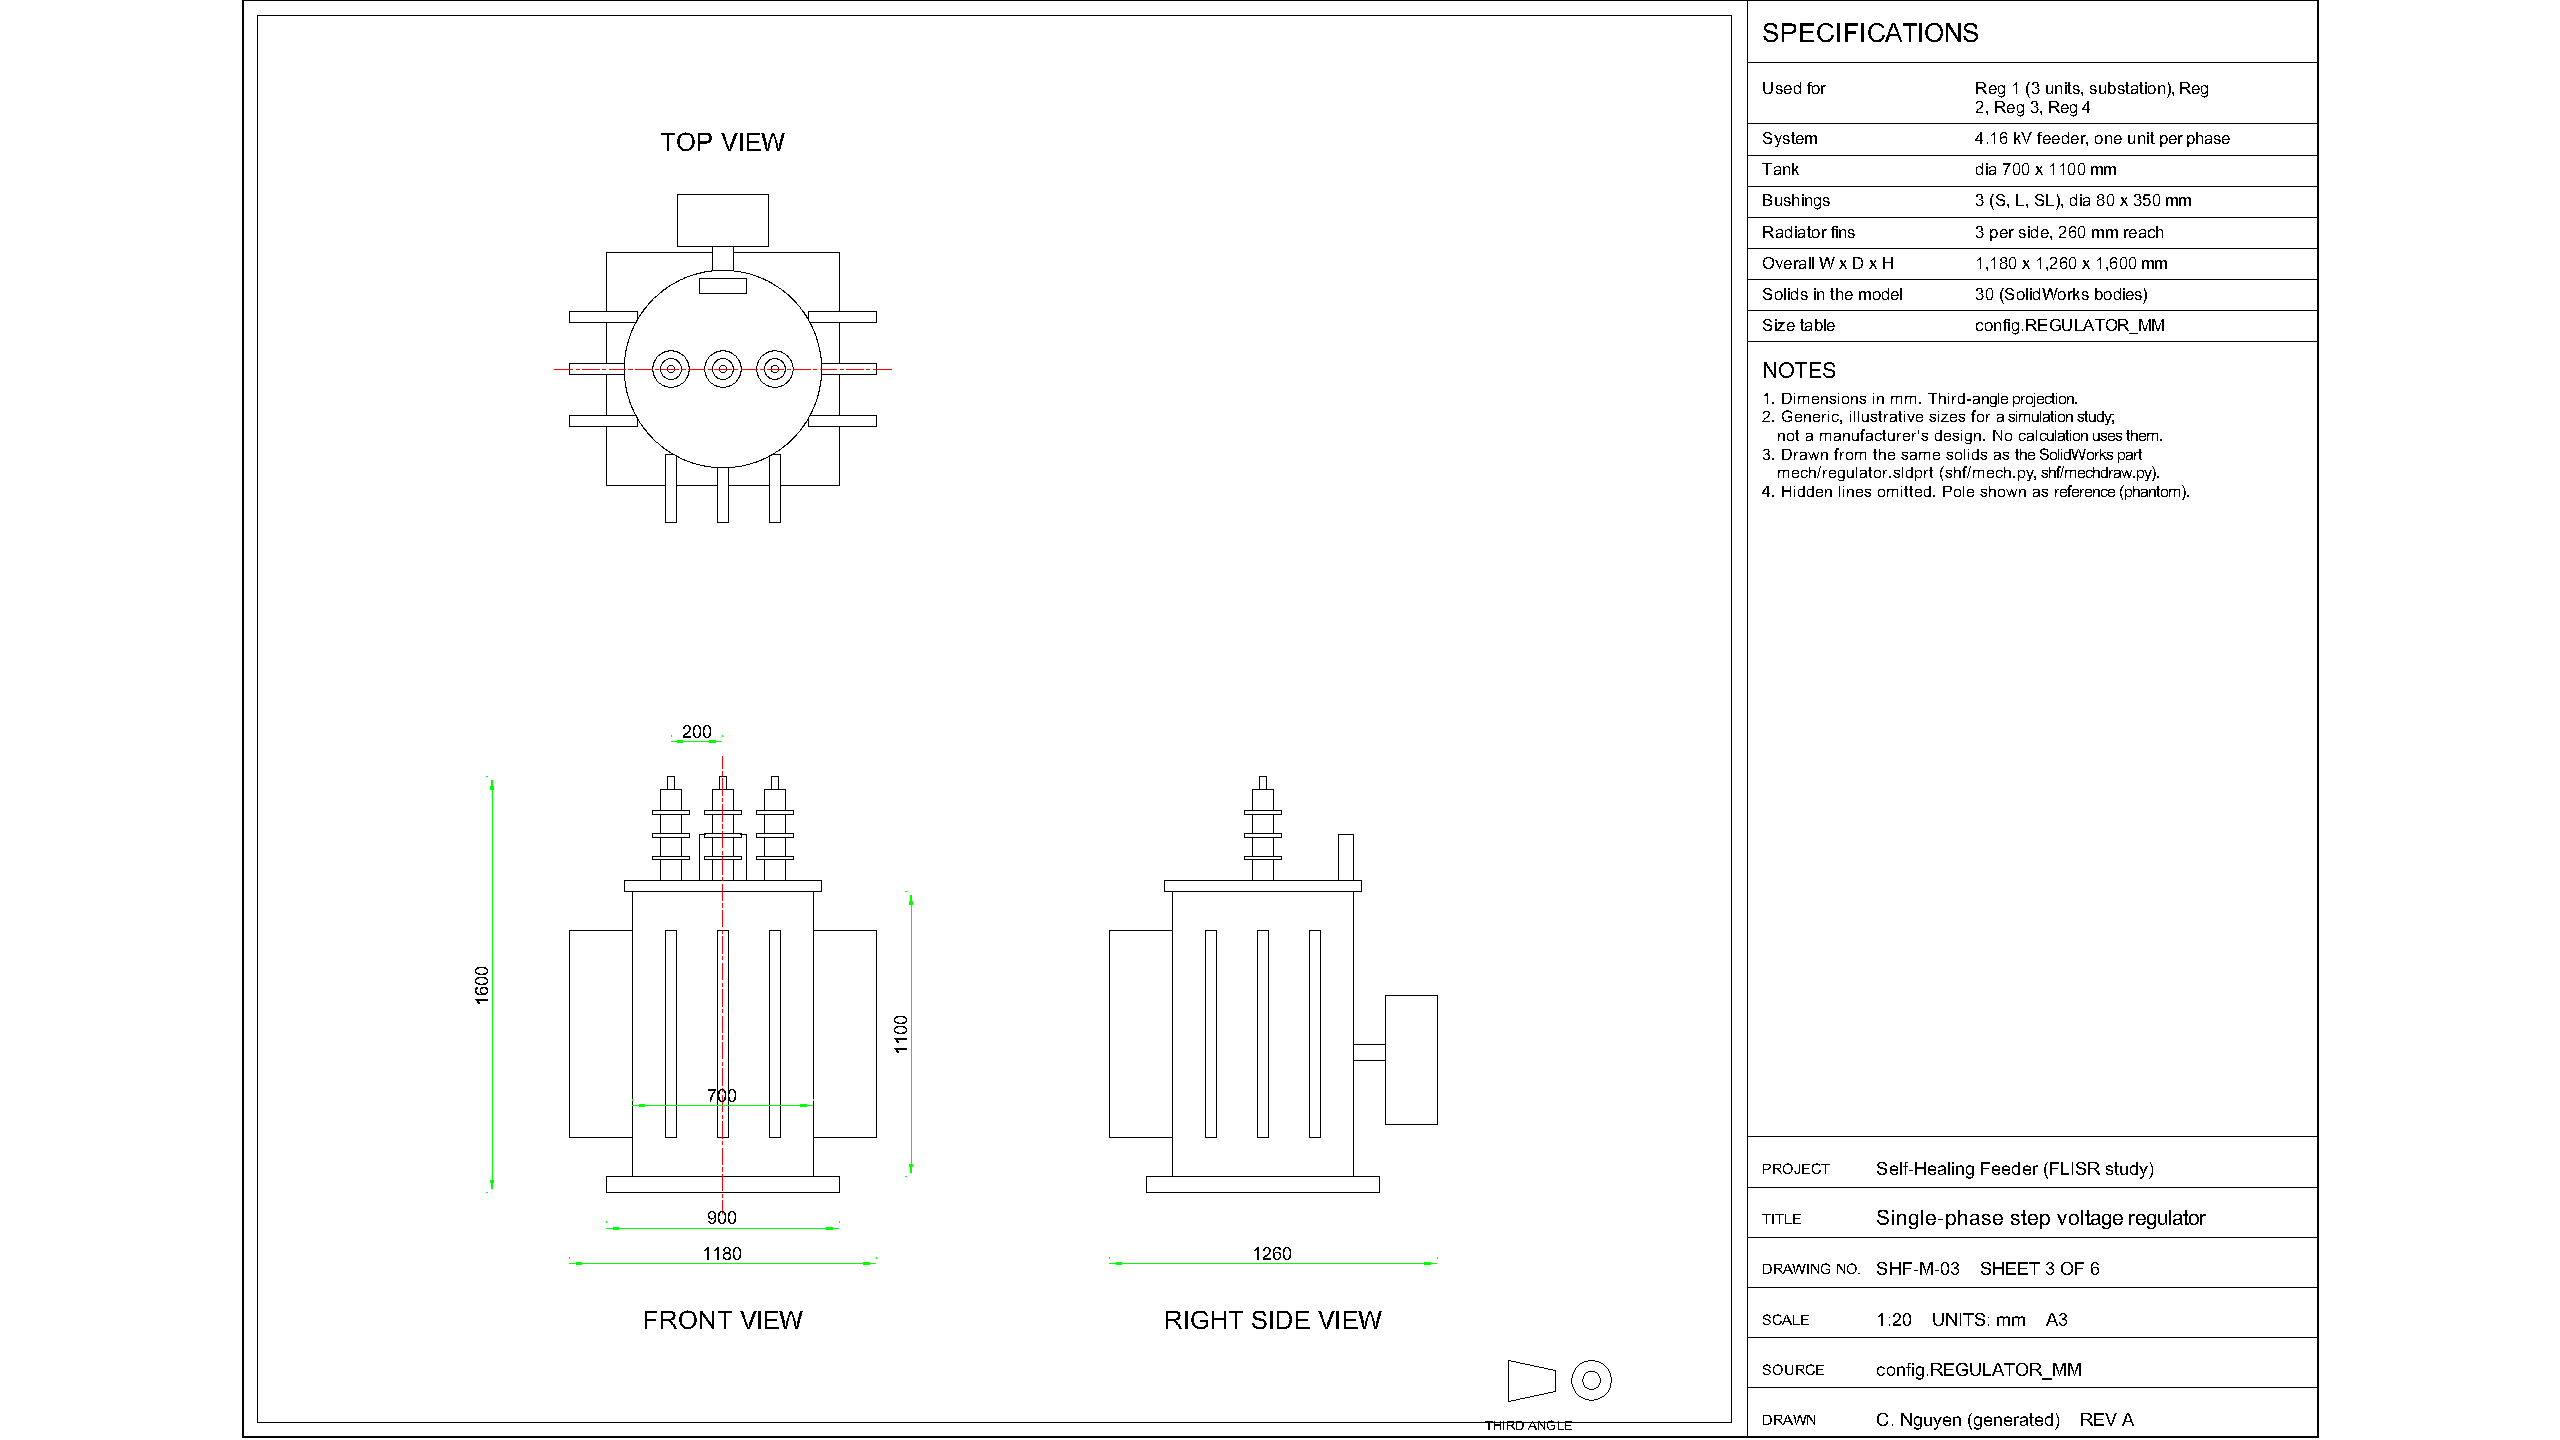 TOP VIEW
200
1600
1100
700
900
1180
1260
FRONT VIEW
RIGHT SIDE VIEW
THIRD ANGLE
SPECIFICATIONS
Used for Reg 1 (3 units, substation), Reg
2, Reg 3, Reg 4
System 4.16 kV feeder, one unit per phase
Tank dia 700 x 1100 mm
Bushings 3 (S, L, SL), dia 80 x 350 mm
Radiator fins 3 per side, 260 mm reach
Overall W x D x H 1,180 x 1,260 x 1,600 mm
Solids in the model 30 (SolidWorks bodies)
Size table config.REGULATOR_MM
NOTES
1. Dimensions in mm. Third-angle projection.
2. Generic, illustrative sizes for a simulation study;
not a manufacturer's design. No calculation uses them.
3. Drawn from the same solids as the SolidWorks part
mech/regulator.sldprt (shf/mech.py, shf/mechdraw.py).
4. Hidden lines omitted. Pole shown as reference (phantom).
PROJECT Self-Healing Feeder (FLISR study)
TITLE Single-phase step voltage regulator
DRAWING NO. SHF-M-03 SHEET 3 OF 6
SCALE 1:20 UNITS: mm A3
SOURCE config.REGULATOR_MM
DRAWN C. Nguyen (generated) REV A